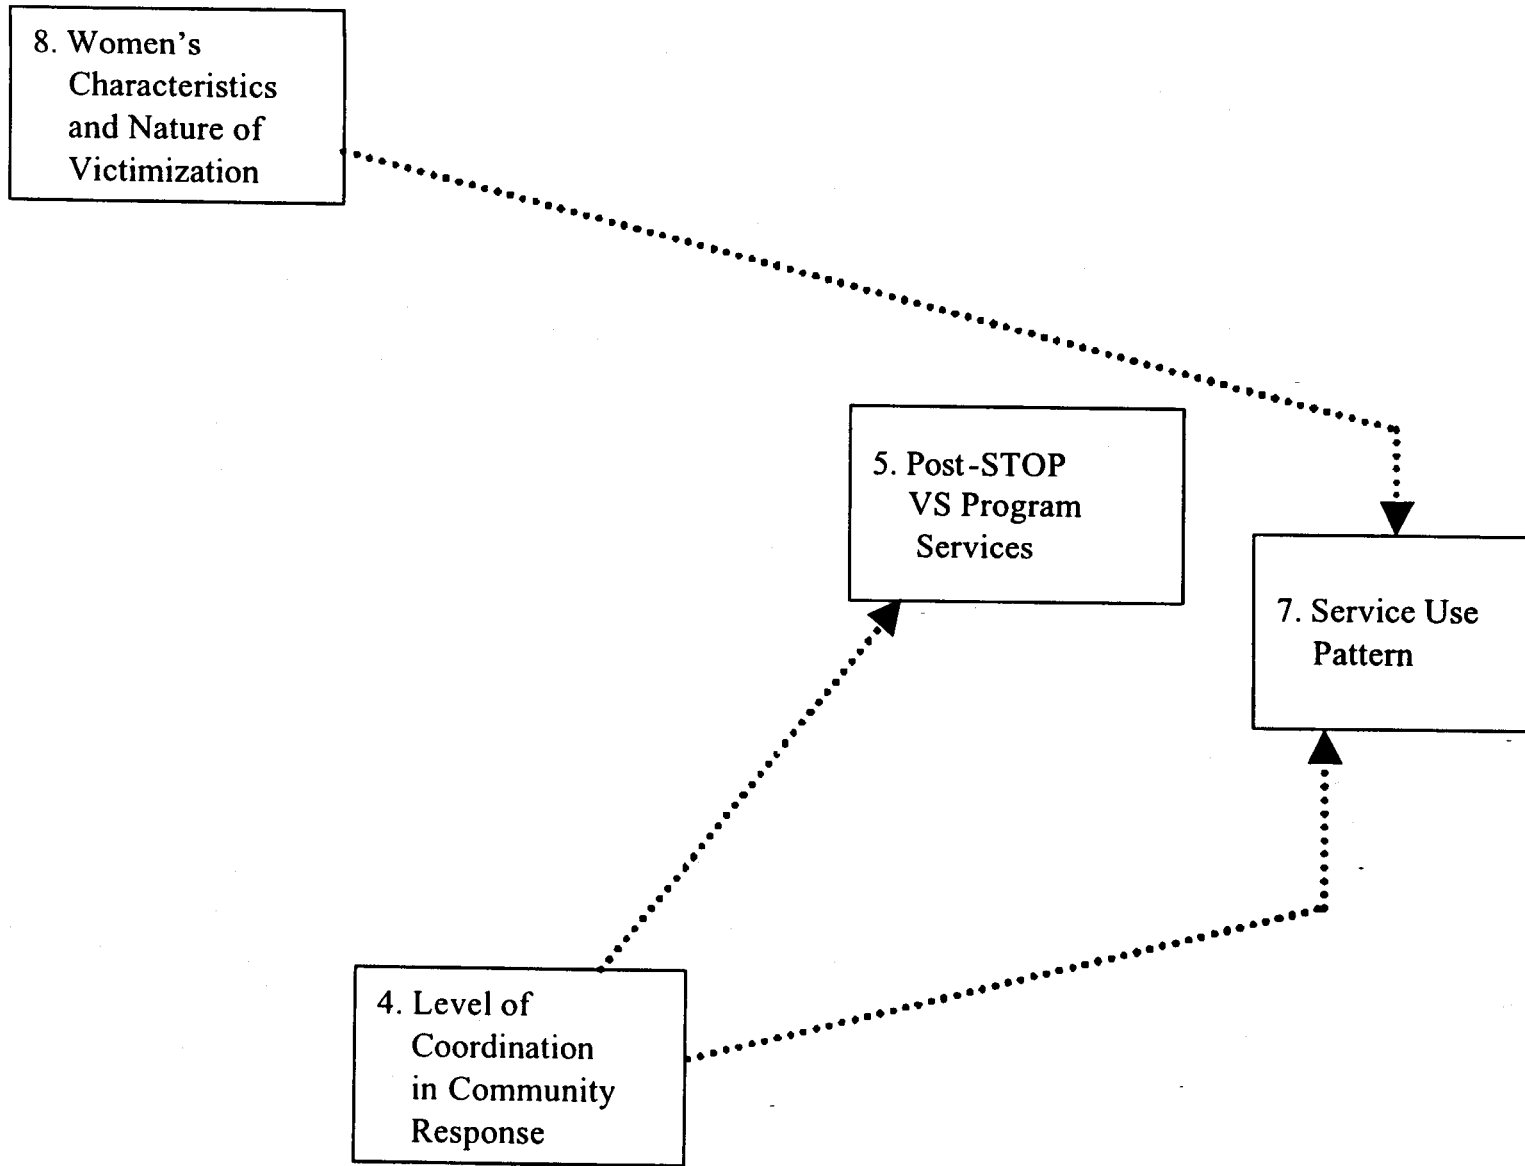 8. Women's
Characteristics
and Nature of
Victimization
5. Post-STOP
VS Program
Services
7. Service Use
Pattern
4. Level of
Coordination
in Community
Response